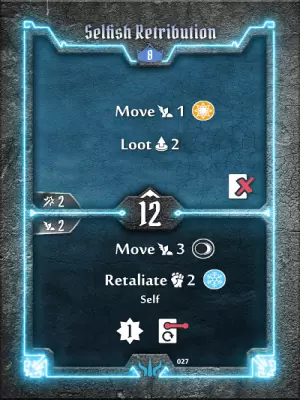 Selfish Retribution
8
Move 1
Loot 2
2
12
2
Move 3
Retaliate 2
Self
1
027